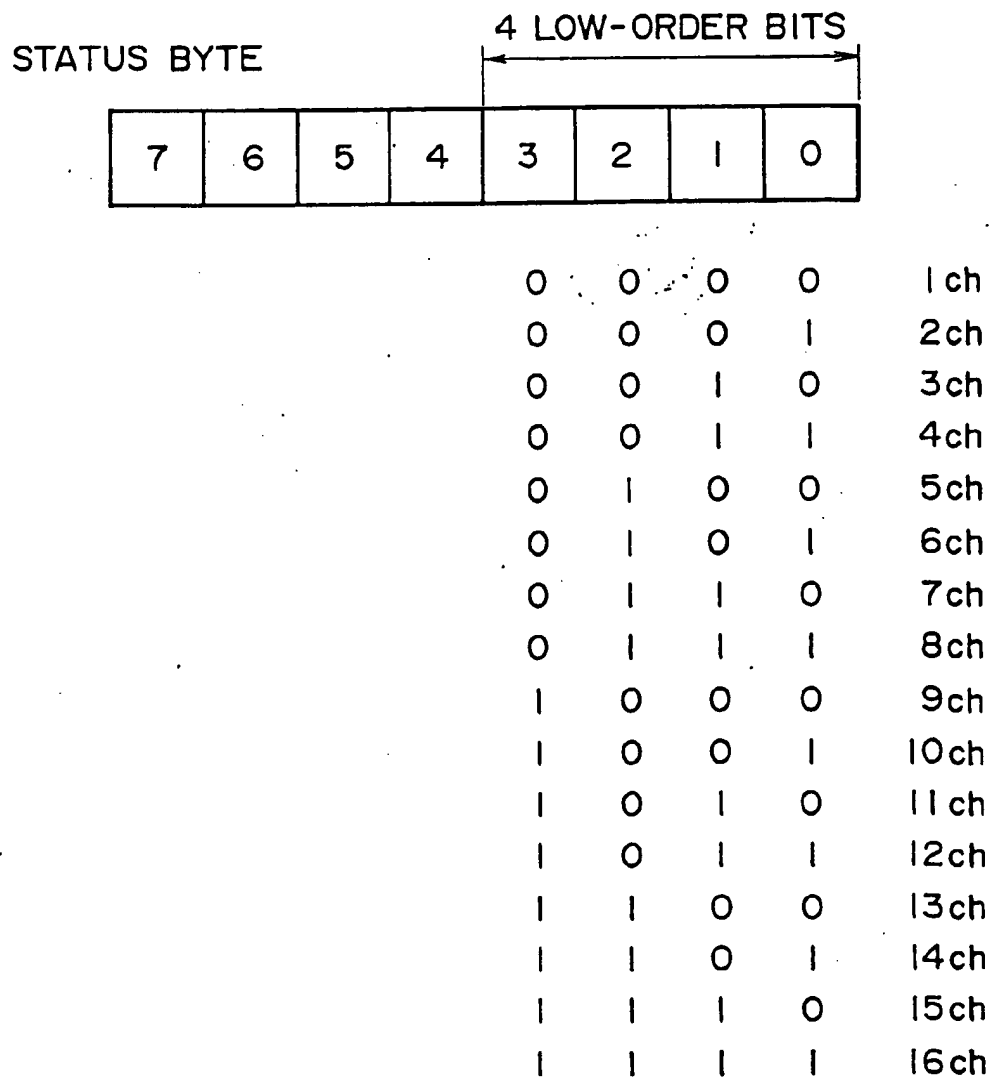 4 LOW-ORDER BITS
STATUS BYTE
7 6 5 4 3 2 1 0
0 0 0 0 1ch
0 0 0 1 2ch
0 0 1 0 3ch
0 0 1 1 4ch
0 1 0 0 5ch
0 1 0 1 6ch
0 1 1 0 7ch
0 1 1 1 8ch
1 0 0 0 9ch
1 0 0 1 10ch
1 0 1 0 11ch
1 0 1 1 12ch
1 1 0 0 13ch
1 1 0 1 14ch
1 1 1 0 15ch
1 1 1 1 16ch